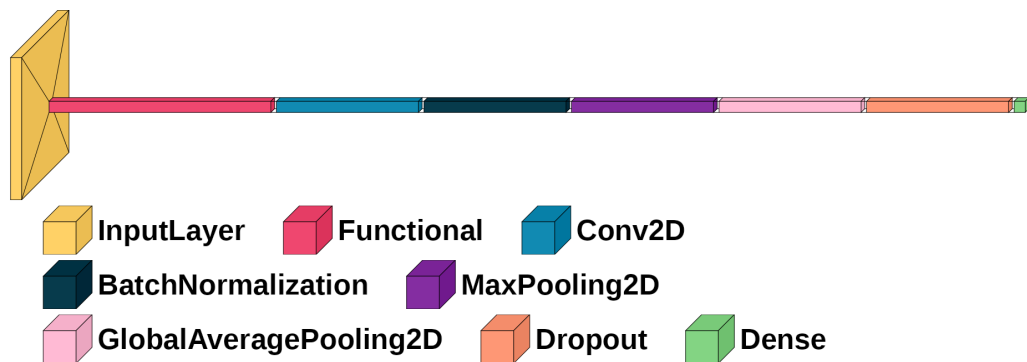 InputLayer Functional Conv2D
BatchNormalization MaxPooling2D
GlobalAveragePooling2D Dropout Dense